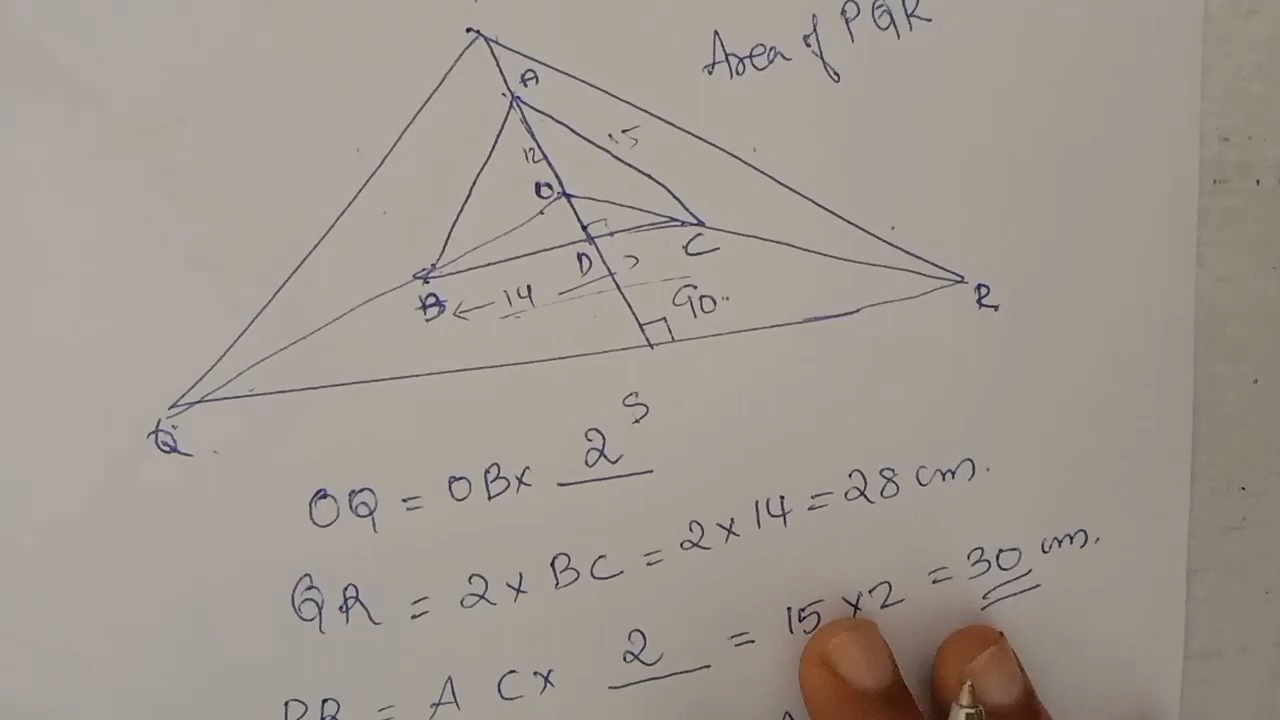 Area of PQR
A
15
12
O
C
D
B
14
90
R
Q
OQ = OB x 2
QR = 2 x BC = 2 x 14 = 28 cm.
PR = A C x 2 = 15 x 2 = 30 cm.